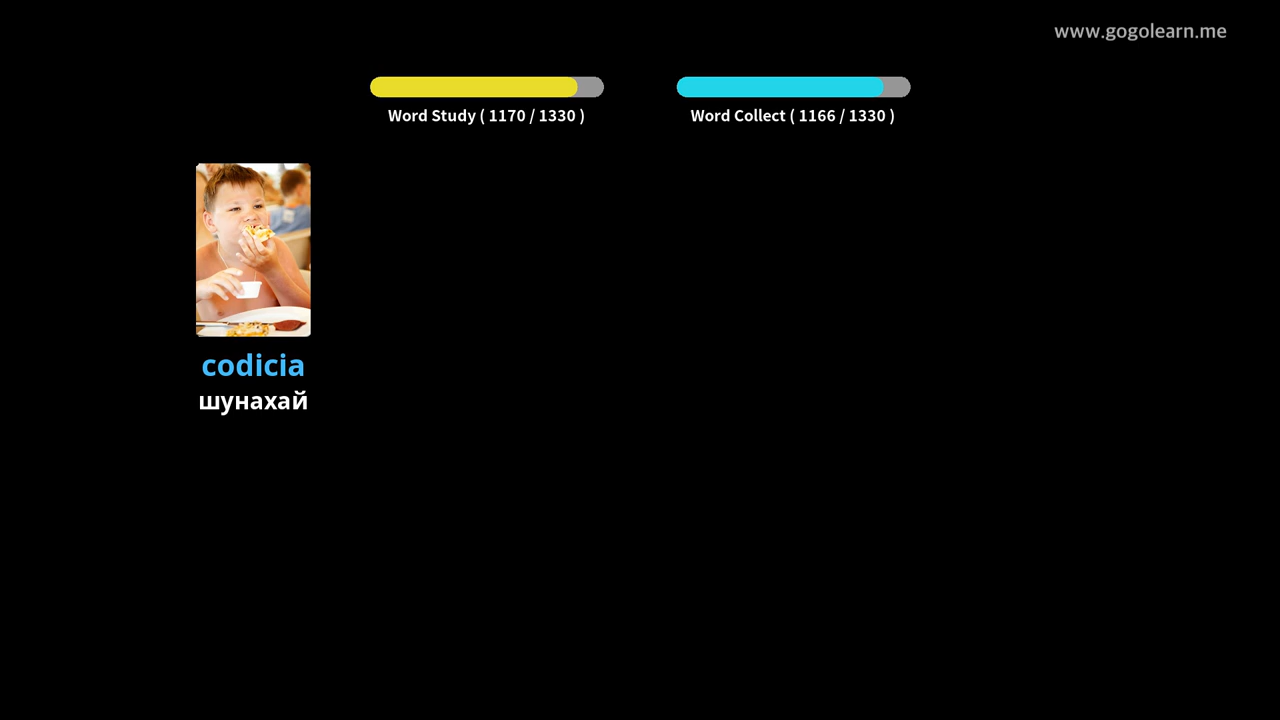 www.gogolearn.me
Word Study ( 1170 / 1330 )
Word Collect ( 1166 / 1330 )
codicia
шунахай